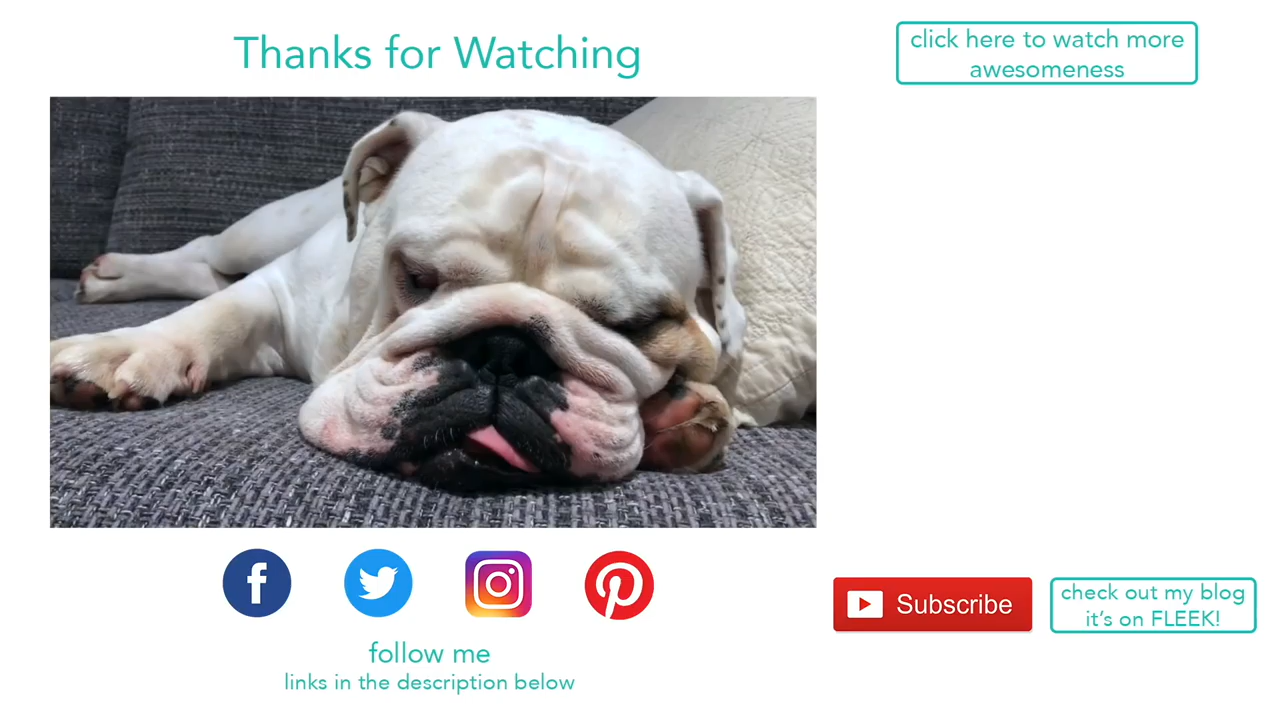 Thanks for Watching
click here to watch more
awesomeness
Subscribe
check out my blog
it's on FLEEK!
follow me
links in the description below